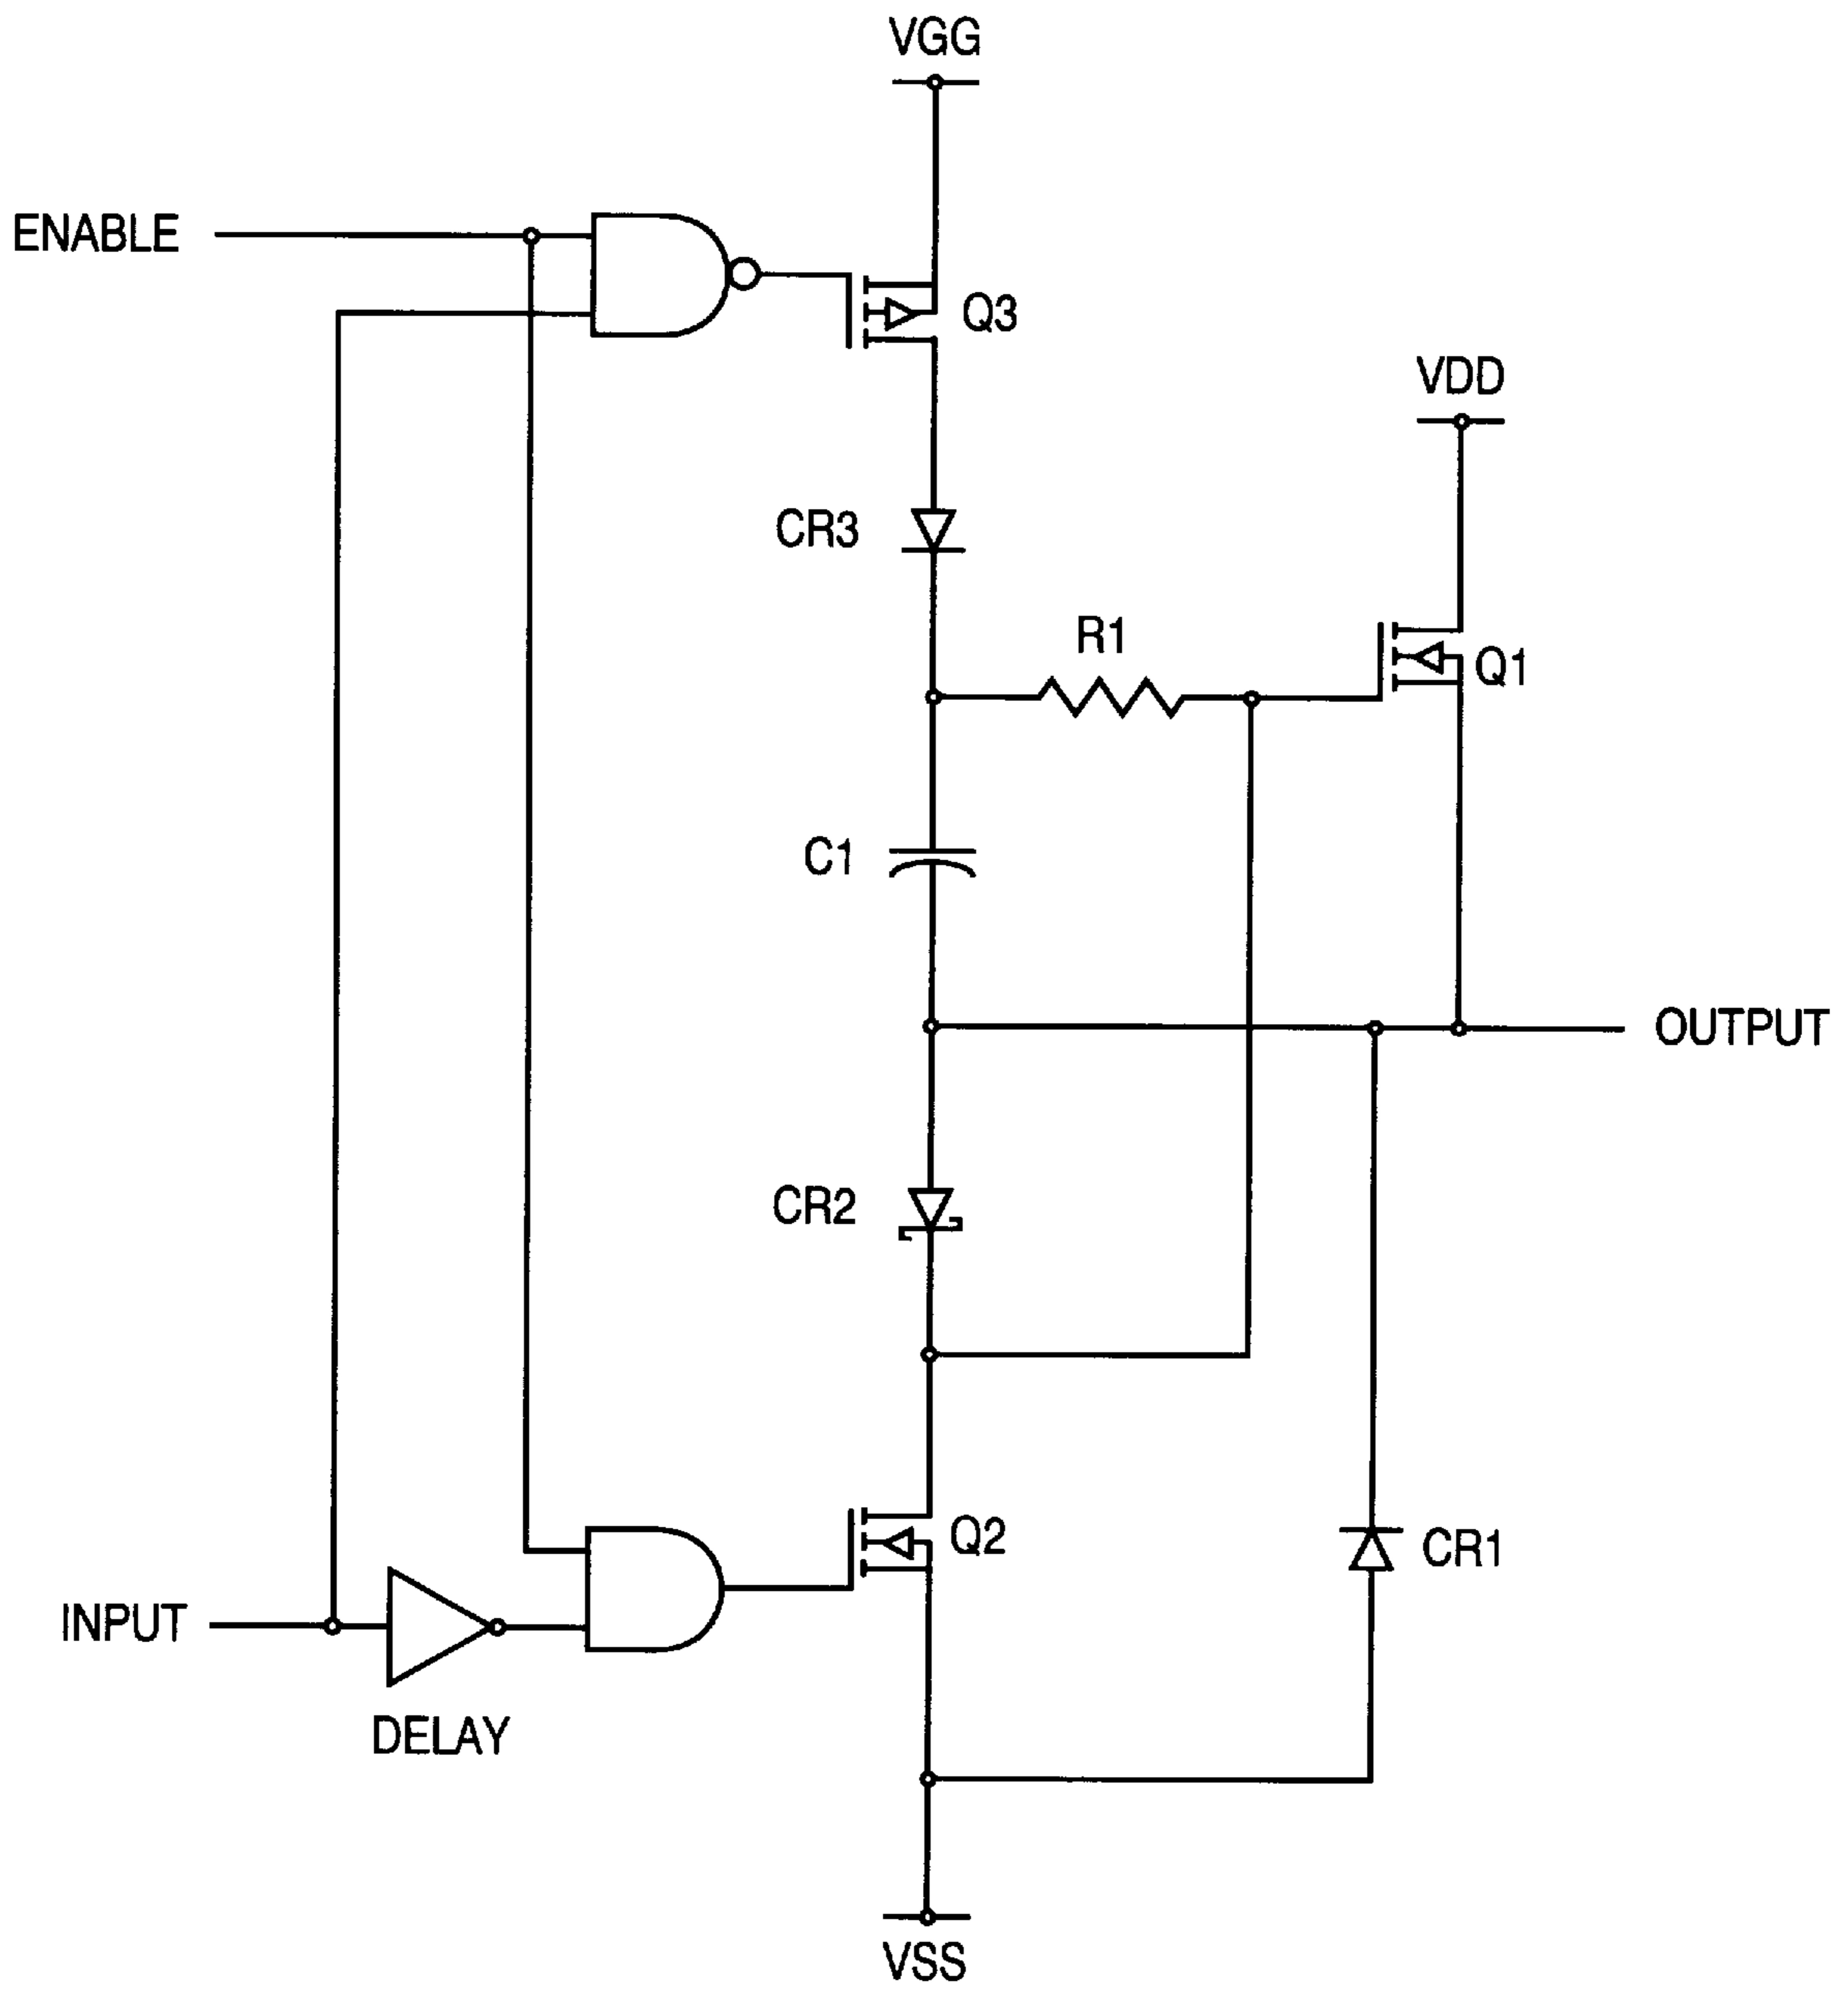 VGG
ENABLE
Q3
VDD
CR3
R1
Q1
C1
OUTPUT
CR2
Q2
CR1
INPUT
DELAY
VSS